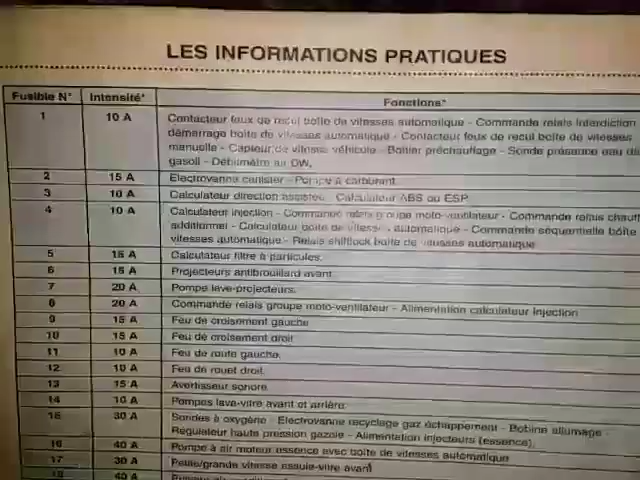 LES INFORMATIONS PRATIQUES
Fusible N° Intensité* Fonctions*
1 10 A Contacteur feux de recul boîte de vitesses automatique - Commande relais interdiction
démarrage boîte de vitesses automatique - Contacteur feux de recul boîte de vitesses
manuelle - Capteur de vitesse véhicule - Boîtier préchauffage - Sonde présence eau
gasoil - Débitmètre air DW.
2 15 A Electrovanne canister - Pompe à carburant.
3 10 A Calculateur direction assistée - Calculateur ABS ou ESP.
4 10 A Calculateur injection - Commande relais groupe moto-ventilateur - Commande relais
additionnel - Calculateur boîte de vitesses automatique - Commande séquentielle boîte
vitesses automatique - Relais shiftlock boîte de vitesses automatique.
5 15 A Calculateur filtre à particules.
6 15 A Projecteurs antibrouillard avant.
7 20 A Pompe lave-projecteurs.
8 20 A Commande relais groupe moto-ventilateur - Alimentation calculateur injection
9 15 A Feu de croisement gauche
10 15 A Feu de croisement droit
11 10 A Feu de route gauche.
12 10 A Feu de rouet droit.
13 15 A Avertisseur sonore.
14 10 A Pompes lave-vitre avant et arrière.
15 30 A Sondes à oxygène - Electrovanne recyclage gaz échappement - Bobine allumage -
Régulateur haute pression gazole - Alimentation injecteurs (essence).
16 40 A Pompe à air moteur essence avec boîte de vitesses automatique
17 30 A Petite/grande vitesse essuie-vitre avant
18 40 A